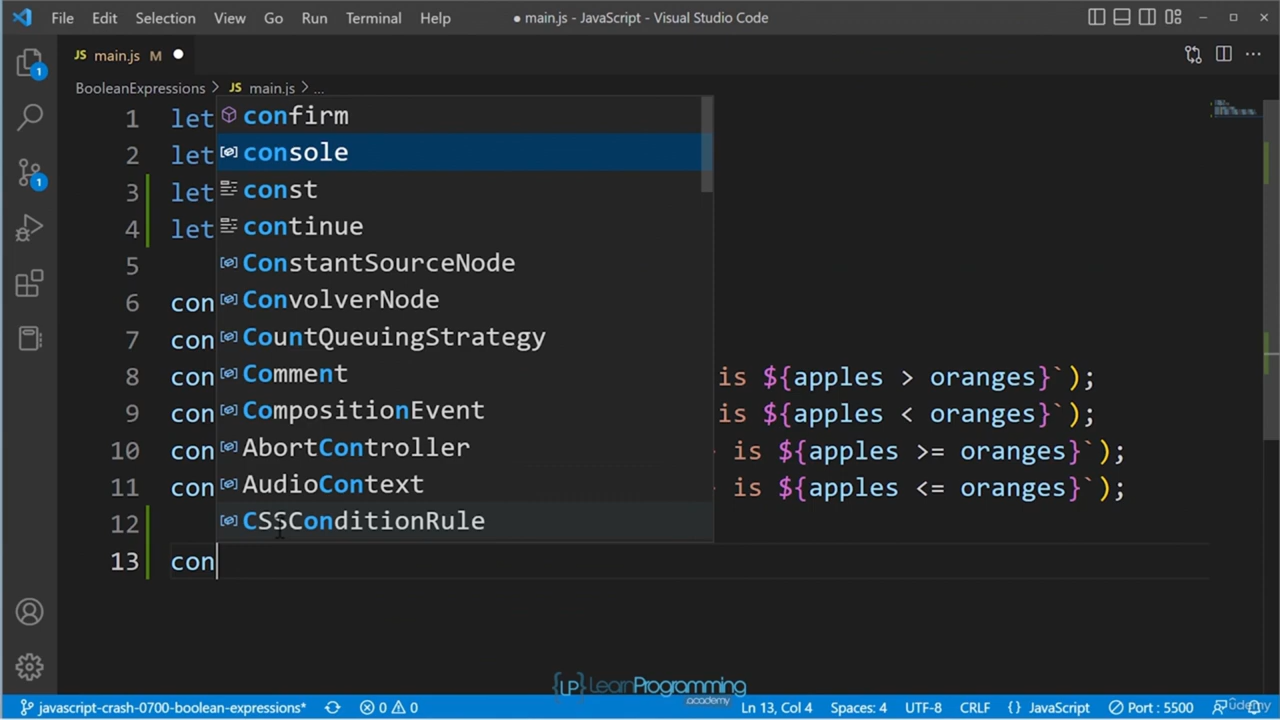 File Edit Selection View Go Run Terminal Help ● main.js - JavaScript - Visual Studio Code
JS main.js M ●
BooleanExpressions > JS main.js > ...
1 let
2 let
3 let
4 let
5
6 con
7 con
8 con is ${apples > oranges}`);
9 con is ${apples < oranges}`);
10 con is ${apples >= oranges}`);
11 con is ${apples <= oranges}`);
12
13 con
confirm
console
const
continue
ConstantSourceNode
ConvolverNode
CountQueuingStrategy
Comment
CompositionEvent
AbortController
AudioContext
CSSConditionRule
1
1
{LP} LearnProgramming
academy
javascript-crash-0700-boolean-expressions* 0 0 Ln 13, Col 4 Spaces: 4 UTF-8 CRLF {} JavaScript Port : 5500
udemy